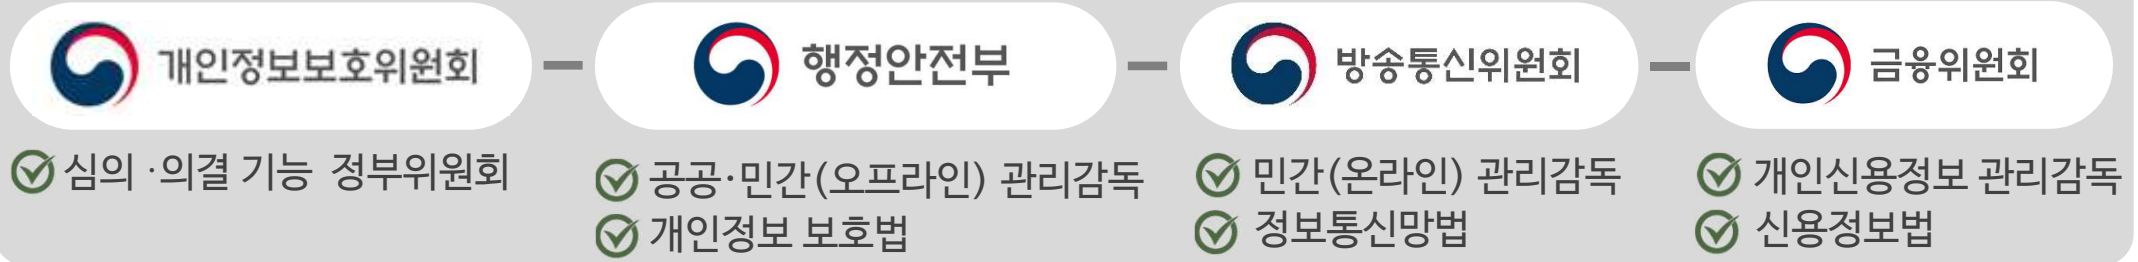 개인정보보호위원회
심의·의결 기능 정부위원회
행정안전부
공공·민간(오프라인) 관리감독
개인정보 보호법
방송통신위원회
민간(온라인) 관리감독
정보통신망법
금융위원회
개인신용정보 관리감독
신용정보법